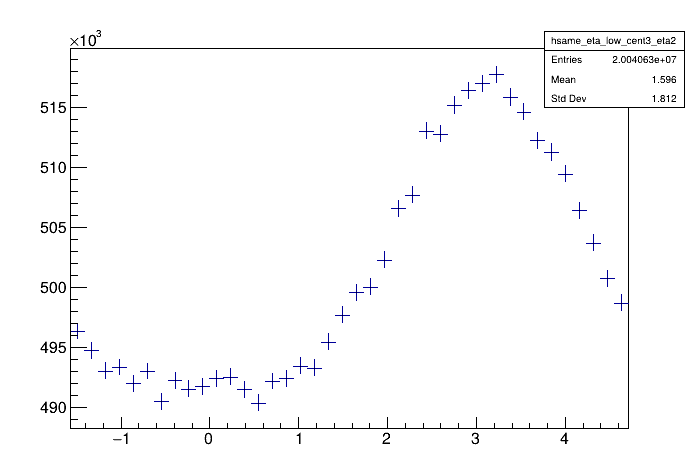 ×10³
hsame_eta_low_cent3_eta2
Entries 2.004063e+07
Mean 1.596
Std Dev 1.812
515
510
505
500
495
490
−1 0 1 2 3 4